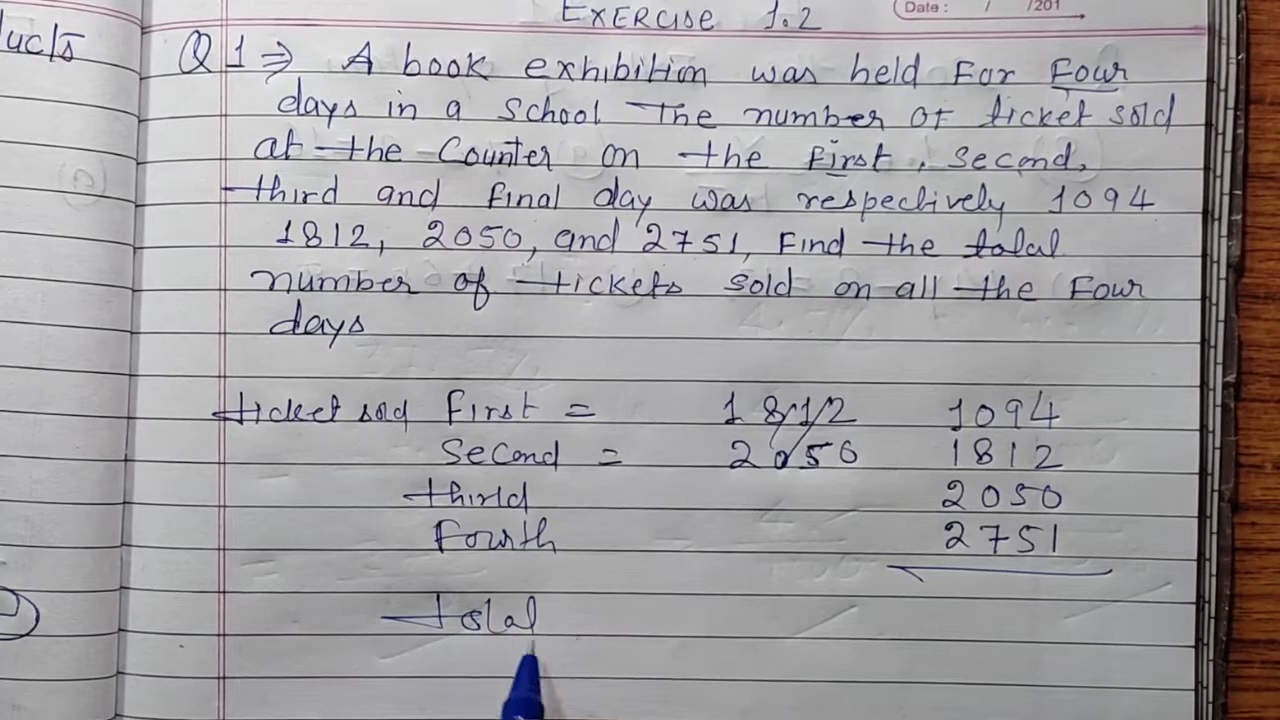 ucts
Date : / /201
EXERCISE 1.2
Q 1 ⇒ A book exhibition was held For Four
days in a School The number of ticket sold
at the Counter on the First, Second,
third and final day was respectively 1094
1812, 2050, and 2751, Find the total
number of tickets sold on all the Four
days
ticket sold First = 1812 1094
Second = 2050 1812
third 2050
Fourth 2751
total